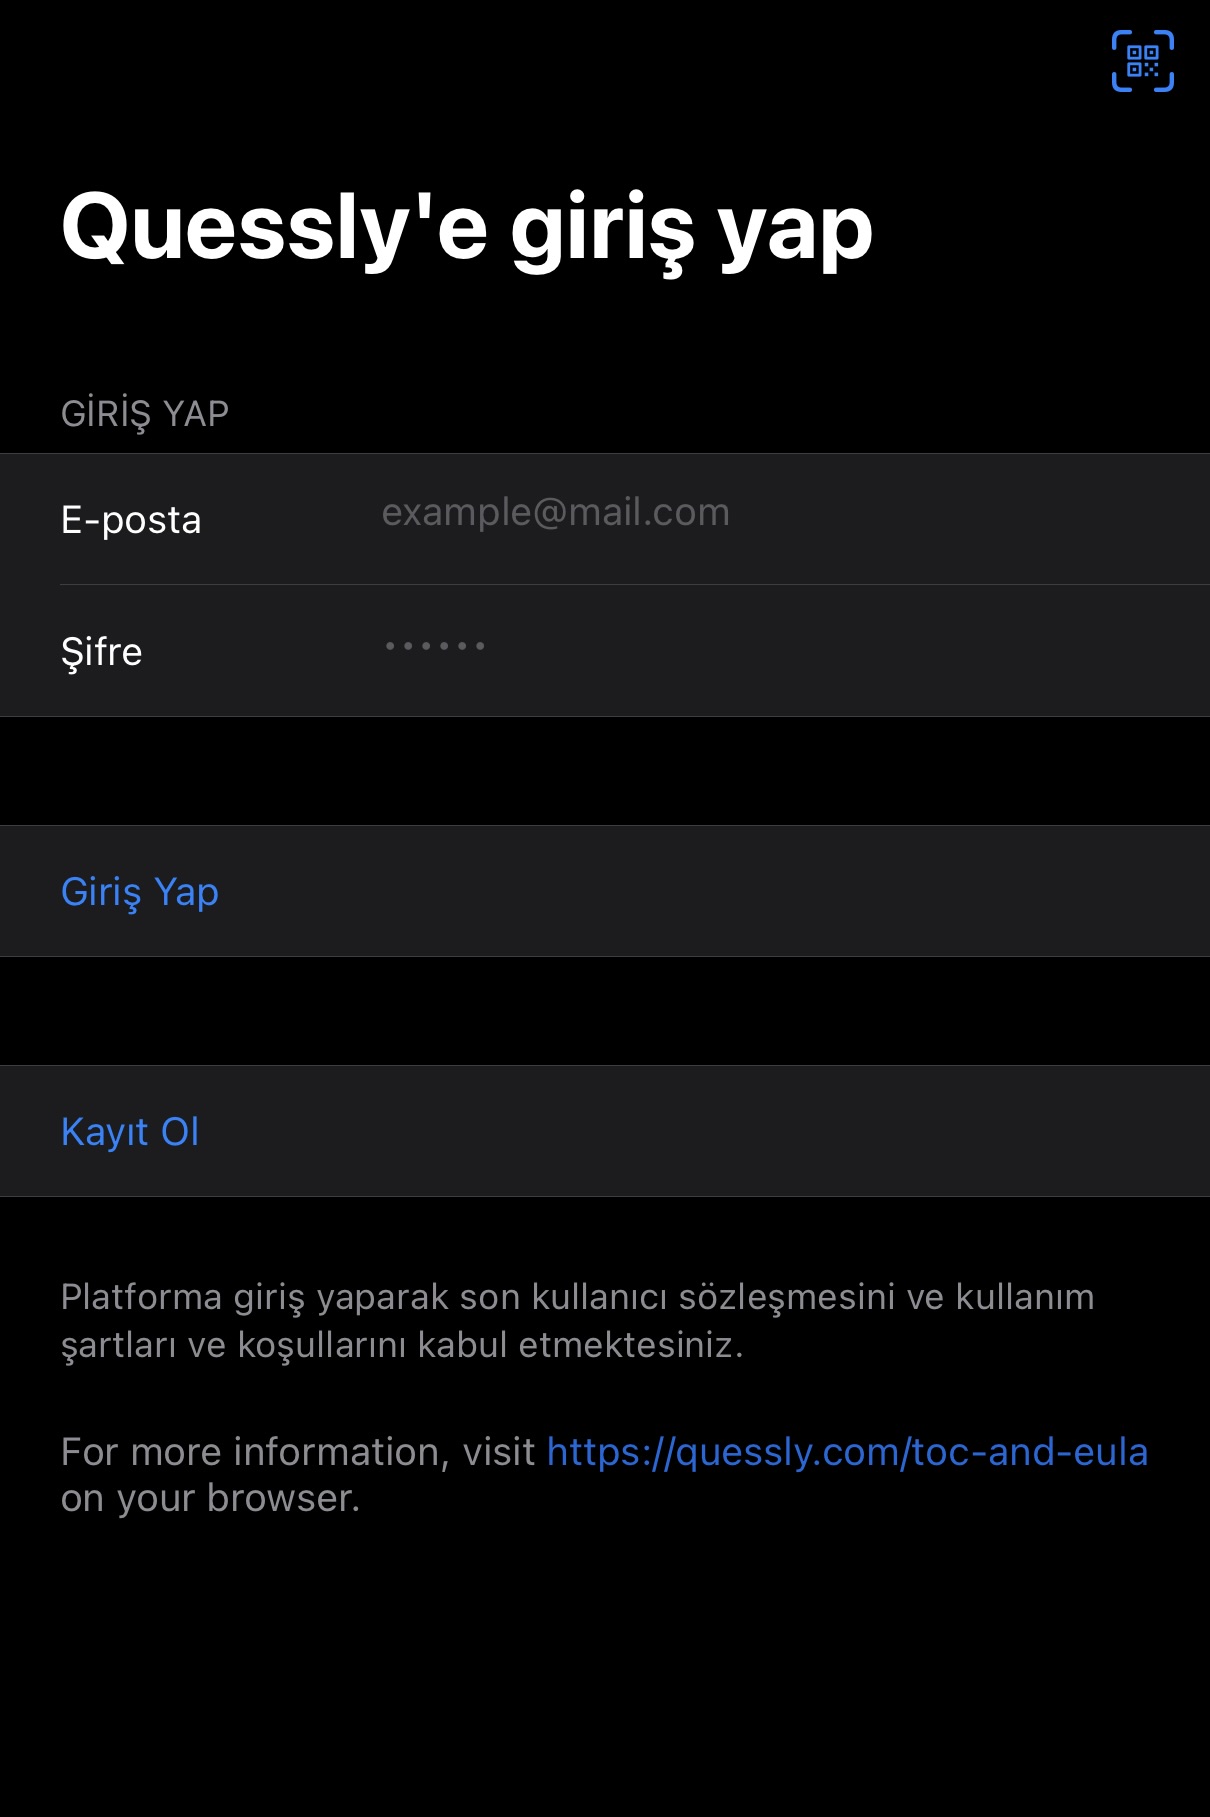 Quessly'e giriş yap
GİRİŞ YAP
E-posta
example@mail.com
Şifre
••••••
Giriş Yap
Kayıt Ol
Platforma giriş yaparak son kullanıcı sözleşmesini ve kullanım
şartları ve koşullarını kabul etmektesiniz.
For more information, visit https://quessly.com/toc-and-eula
on your browser.